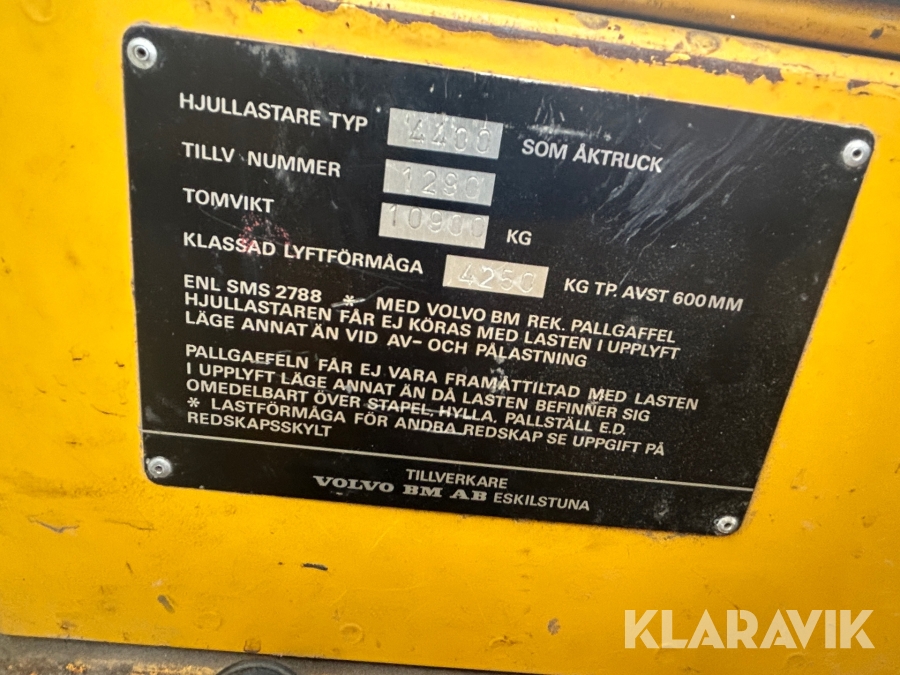 HJULLASTARE TYP 4400 SOM ÅKTRUCK
TILLV NUMMER 1290
TOMVIKT 10900 KG
KLASSAD LYFTFÖRMÅGA 4250 KG TP. AVST 600 MM
ENL SMS 2788 * MED VOLVO BM REK. PALLGAFFEL
HJULLASTAREN FÅR EJ KÖRAS MED LASTEN I UPPLYFT
LÄGE ANNAT ÄN VID AV- OCH PÅLASTNING
PALLGAFFELN FÅR EJ VARA FRAMÅTTILTAD MED LASTEN
I UPPLYFT LÄGE ANNAT ÄN DÅ LASTEN BEFINNER SIG
OMEDELBART ÖVER STAPEL, HYLLA, PALLSTÄLL E.D.
* LASTFÖRMÅGA FÖR ANDRA REDSKAP SE UPPGIFT PÅ
REDSKAPSSKYLT
TILLVERKARE
VOLVO BM AB ESKILSTUNA
KLARAVIK